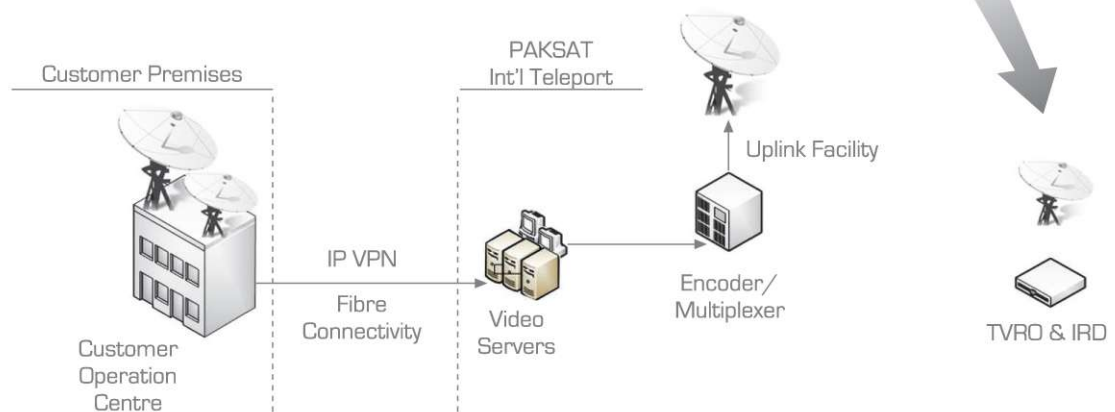 Customer Premises
PAKSAT
Int'l Teleport
Uplink Facility
IP VPN
Fibre
Connectivity
Video
Servers
Encoder/
Multiplexer
TVRO & IRD
Customer
Operation
Centre